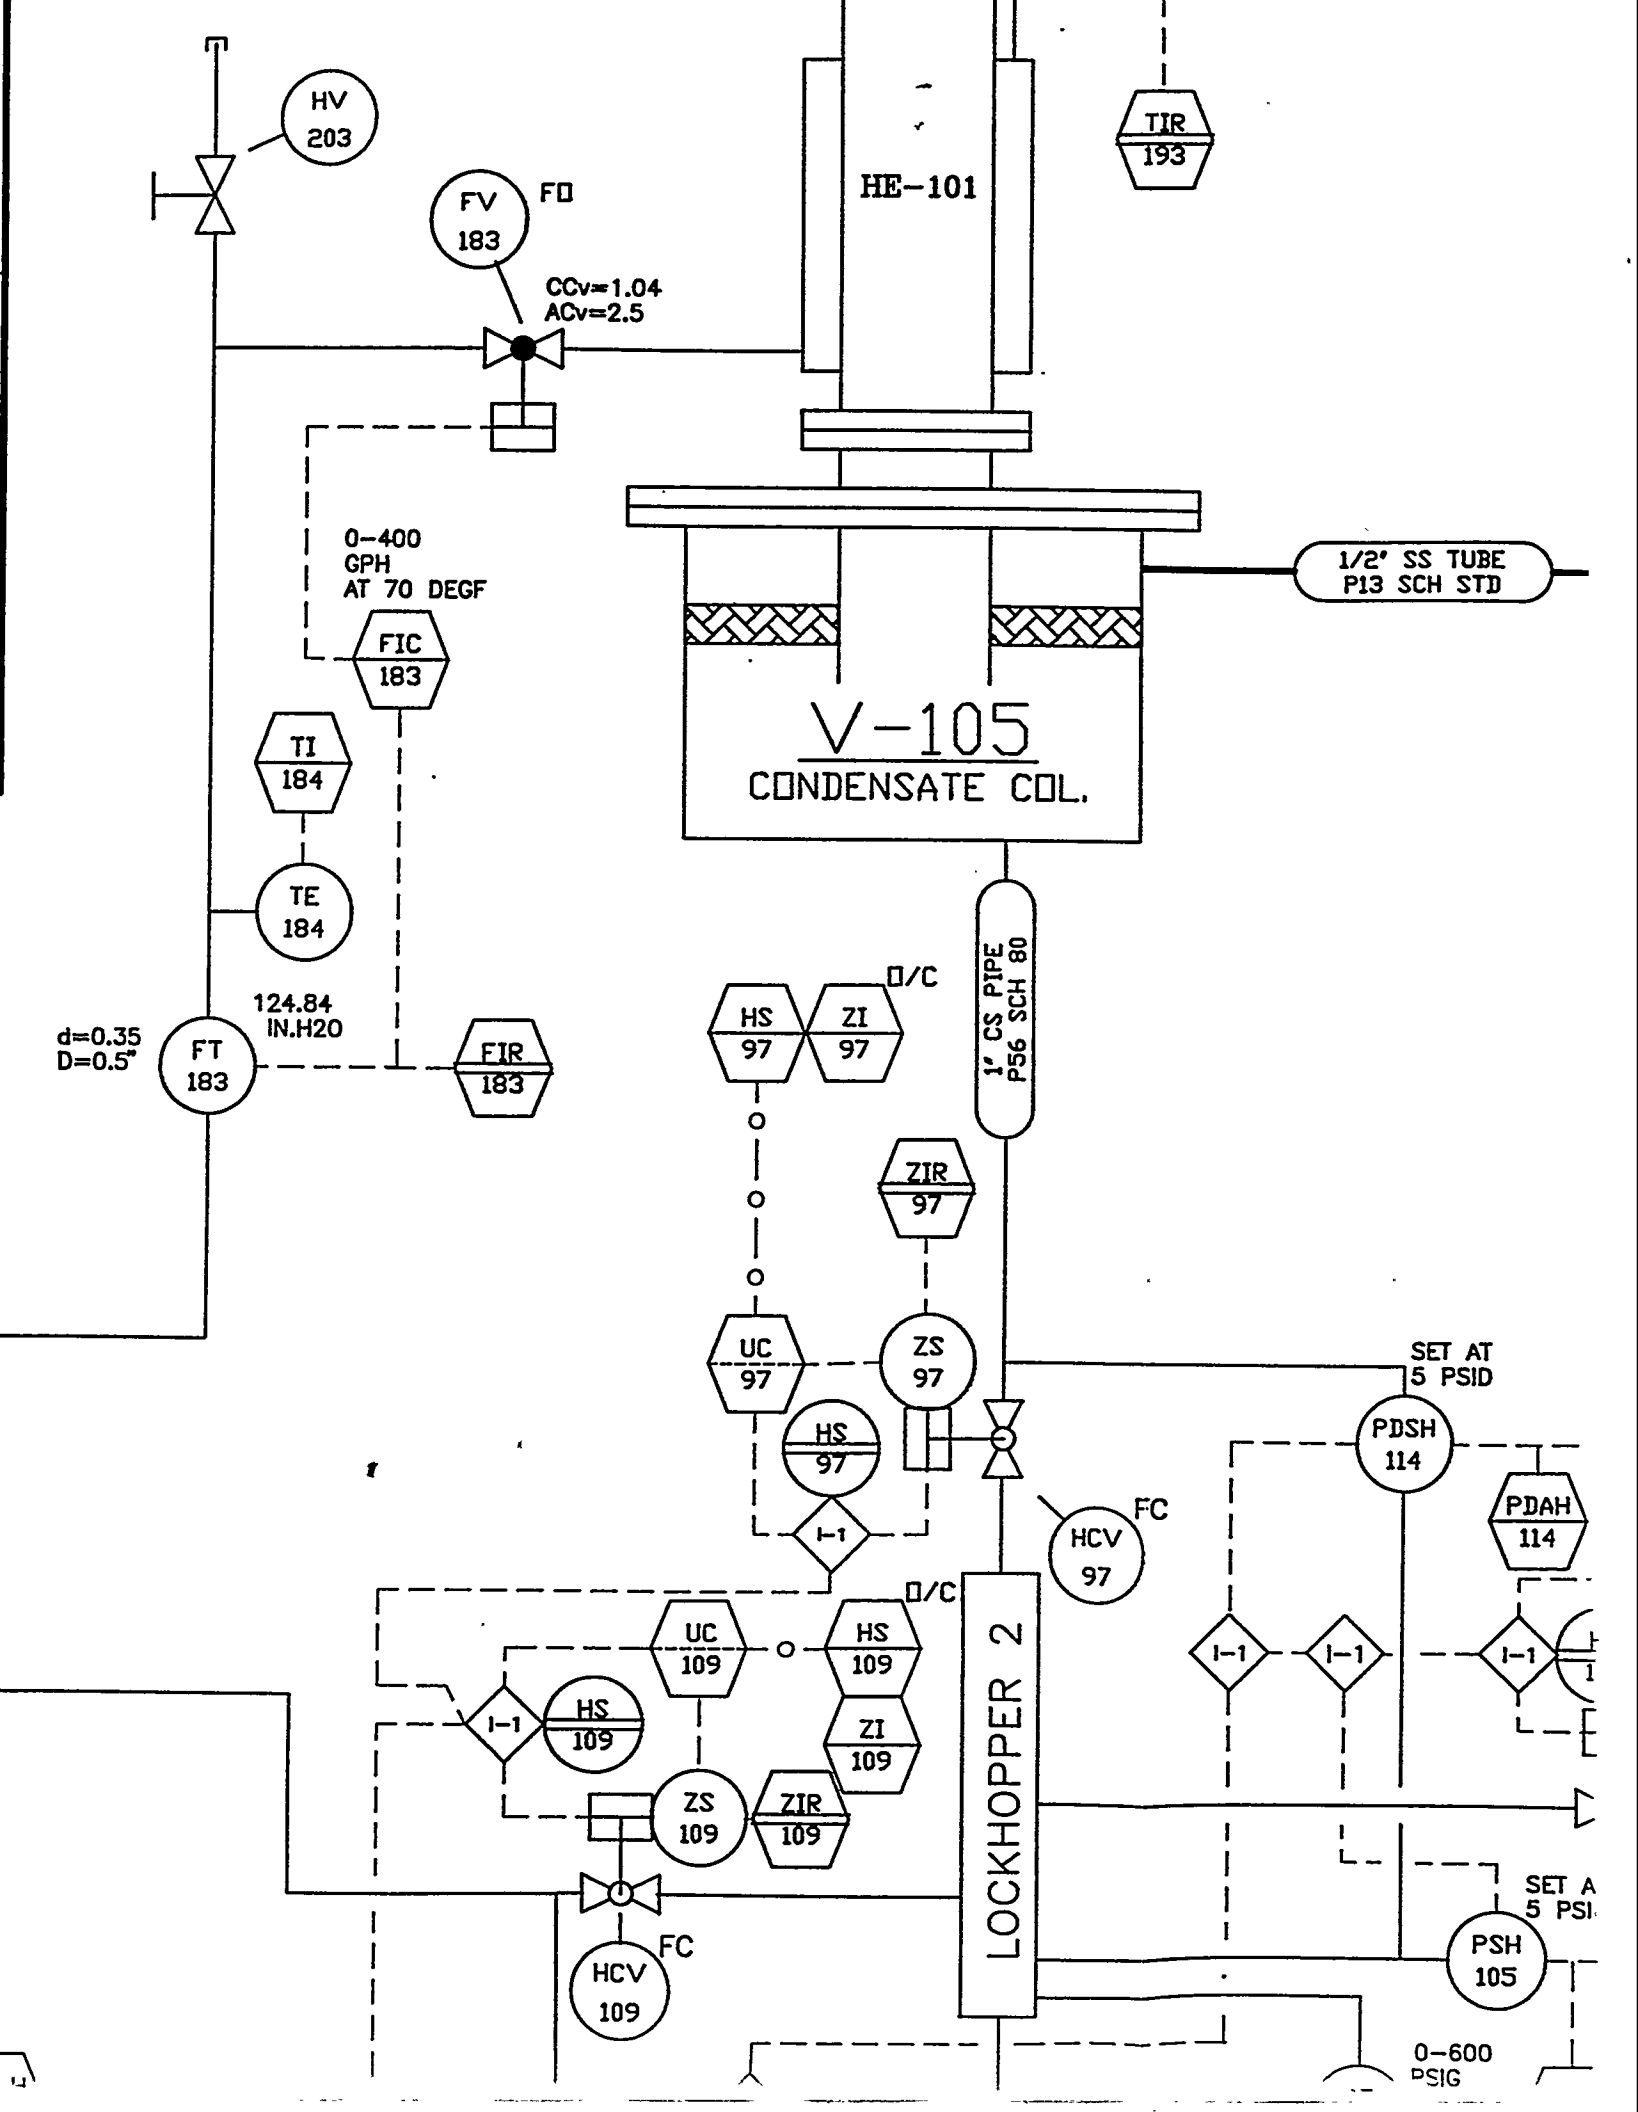 HV
203
TIR
193
HE-101
FV
183
FO
CCv=1.04
ACv=2.5
0-400
GPH
AT 70 DEGF
1/2" SS TUBE
P13 SCH STD
FIC
183
TI
184
V-105
CONDENSATE COL.
TE
184
1" CS PIPE
P56 SCH 80
124.84
IN.H2O
d=0.35
D=0.5"
FT
183
FIR
183
O/C
HS
97
ZI
97
ZIR
97
UC
97
ZS
97
SET AT
5 PSID
HS
97
PDSH
114
PDAH
114
I-1
FC
HCV
97
O/C
UC
109
HS
109
I-1
I-1
I-1
I-1
HS
109
ZI
109
ZS
109
ZIR
109
LOCKHOPPER 2
SET A
5 PSI
FC
HCV
109
PSH
105
0-600
PSIG